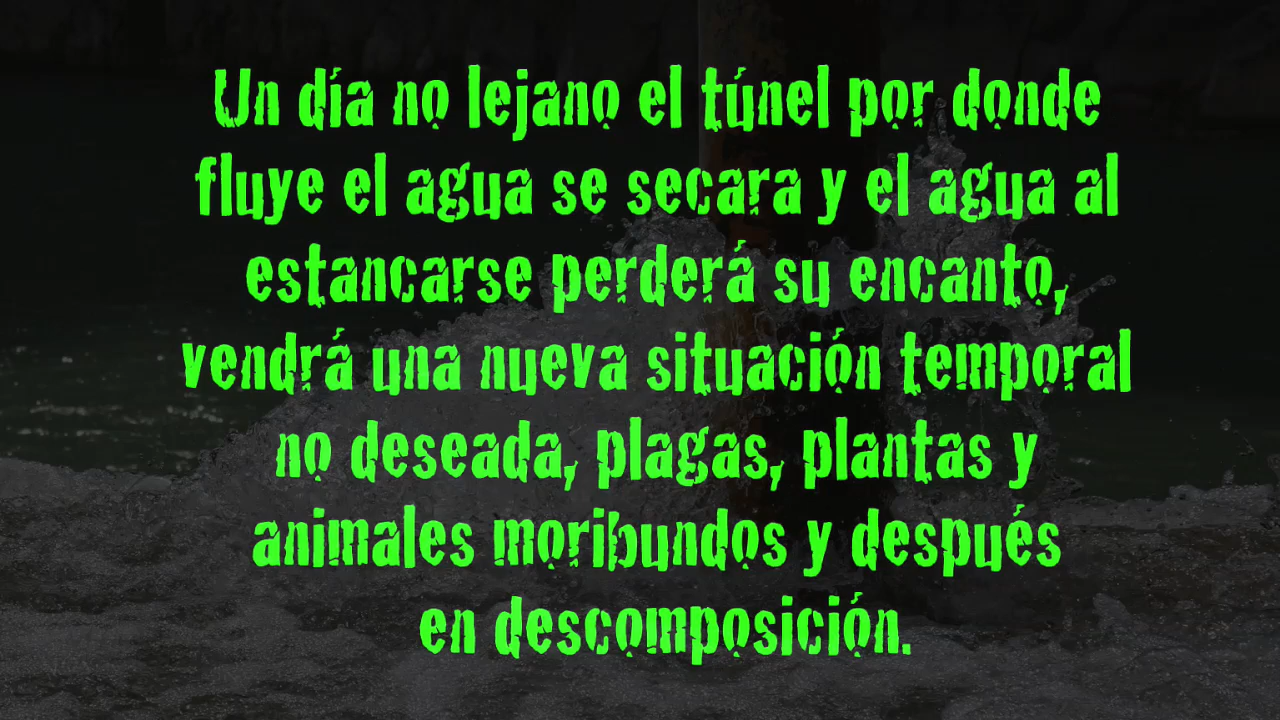 Un día no lejano el túnel por donde
fluye el agua se secara y el agua al
estancarse perderá su encanto,
vendrá una nueva situación temporal
no deseada, plagas, plantas y
animales moribundos y después
en descomposición.